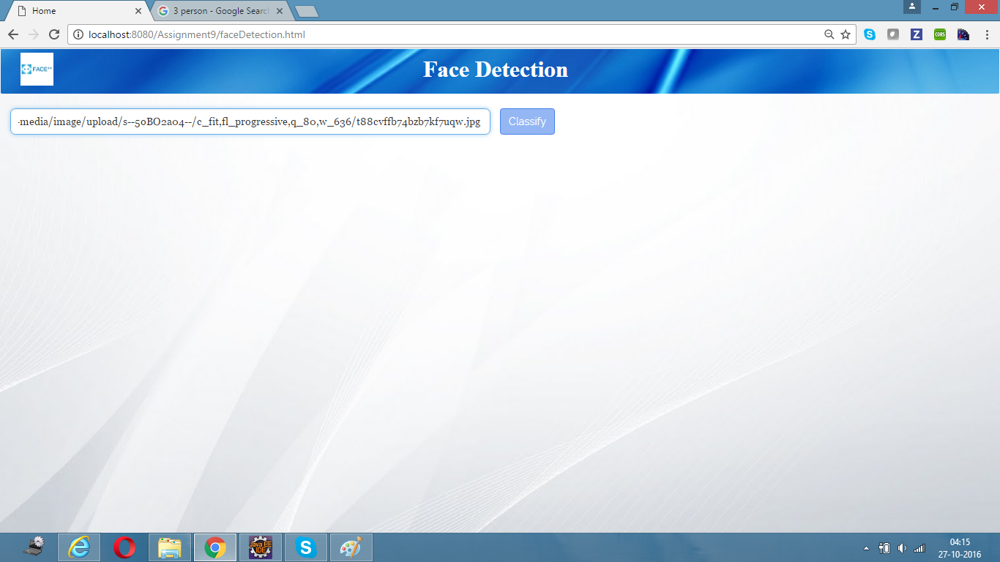 Home
3 person - Google Search
localhost:8080/Assignment9/faceDetection.html
Z
CORS
FACE++
Face Detection
-media/image/upload/s--50BO2a04--/c_fit,fl_progressive,q_80,w_636/t88cvffb74bzb7kf7uqw.jpg
Classify
Java EE
IDE
04:15
27-10-2016